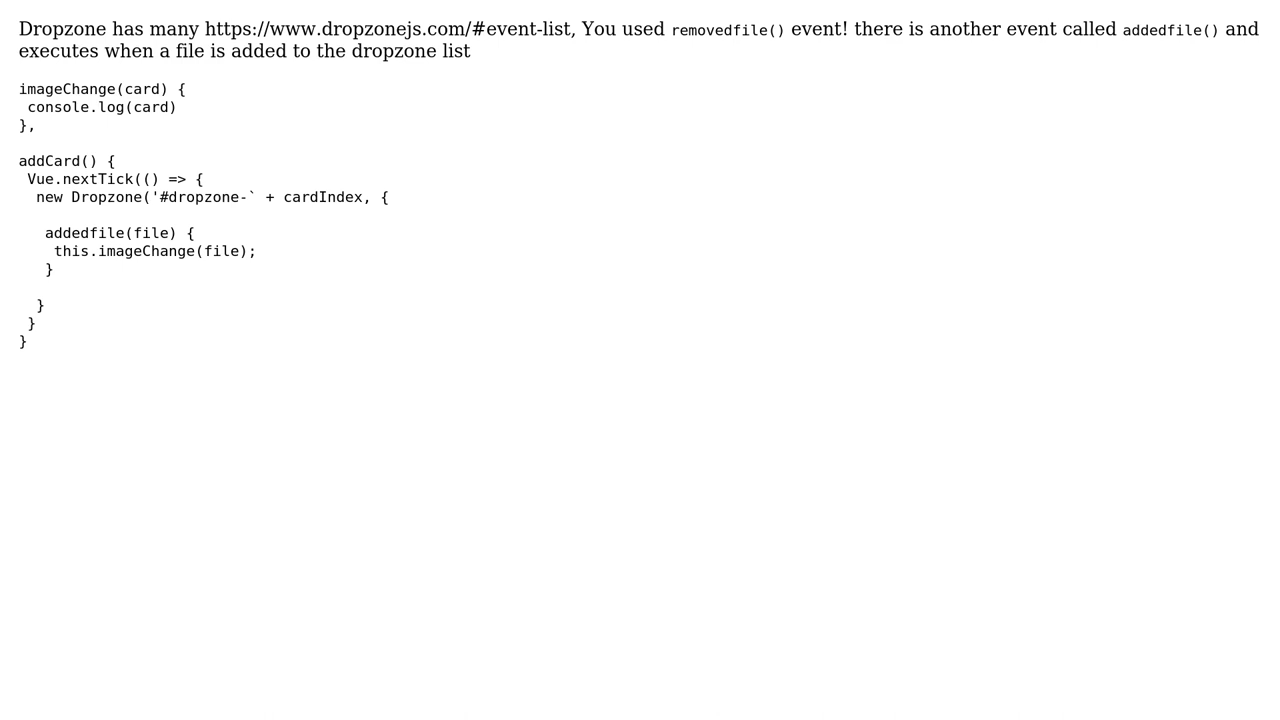 Dropzone has many https://www.dropzonejs.com/#event-list, You used removedfile() event! there is another event called addedfile() and
executes when a file is added to the dropzone list
imageChange(card) {
 console.log(card)
},
addCard() {
 Vue.nextTick(() => {
  new Dropzone('#dropzone-` + cardIndex, {
   addedfile(file) {
    this.imageChange(file);
   }
  }
 }
}